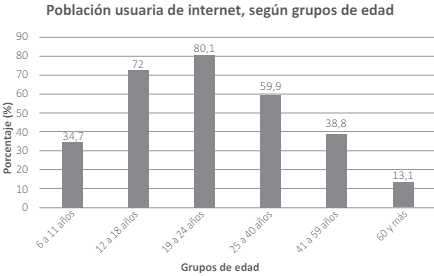 Población usuaria de internet, según grupos de edad
Porcentaje (%)
90
80
70
60
50
40
30
20
10
0
34,7
72
80,1
59,9
38,8
13,1
6 a 11 años
12 a 18 años
19 a 24 años
25 a 40 años
41 a 59 años
60 y más
Grupos de edad